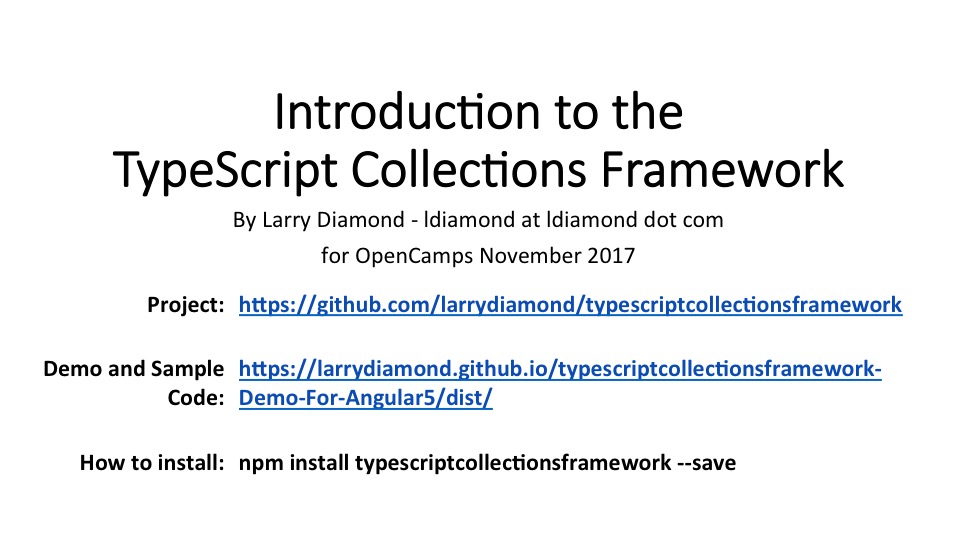 Introduction to the
TypeScript Collections Framework
By Larry Diamond - ldiamond at ldiamond dot com
for OpenCamps November 2017
Project: https://github.com/larrydiamond/typescriptcollectionsframework
Demo and Sample https://larrydiamond.github.io/typescriptcollectionsframework-
Code: Demo-For-Angular5/dist/
How to install: npm install typescriptcollectionsframework --save